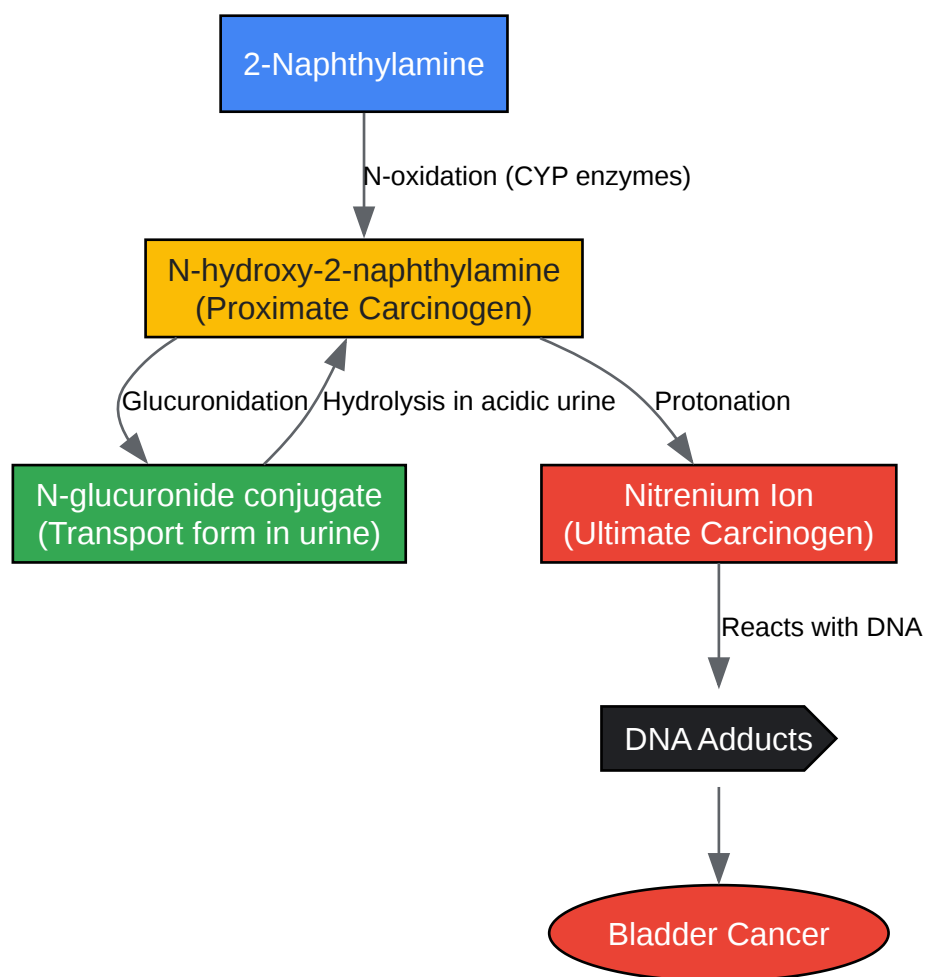 2-Naphthylamine
N-oxidation (CYP enzymes)
N-hydroxy-2-naphthylamine
(Proximate Carcinogen)
Glucuronidation
Hydrolysis in acidic urine
Protonation
N-glucuronide conjugate
(Transport form in urine)
Nitrenium Ion
(Ultimate Carcinogen)
Reacts with DNA
DNA Adducts
Bladder Cancer